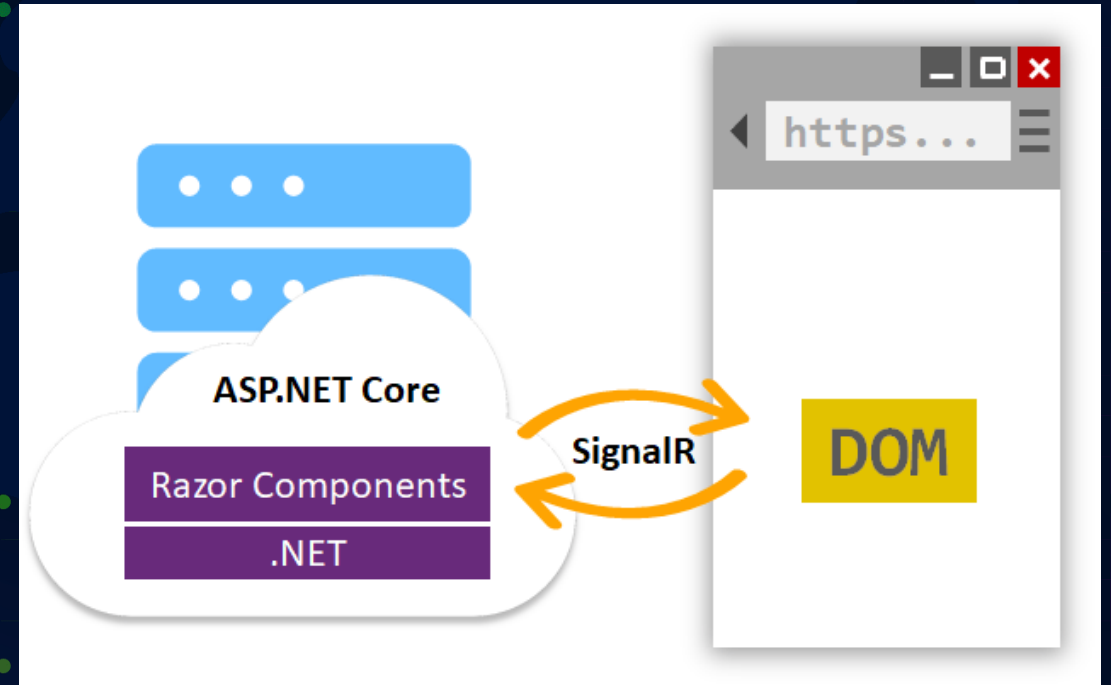 https...
ASP.NET Core
SignalR
DOM
Razor Components
.NET